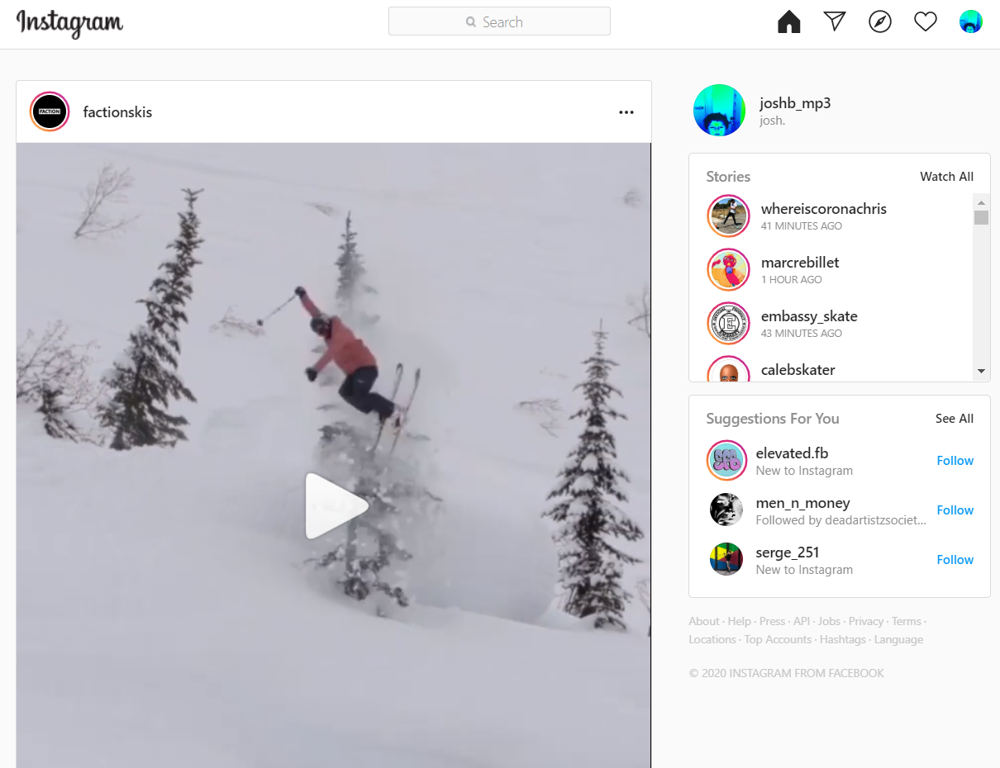 Instagram
Search
FACTION
factionskis
joshb_mp3
josh.
Stories
Watch All
whereiscoronachris
41 MINUTES AGO
marcrebillet
1 HOUR AGO
embassy_skate
43 MINUTES AGO
calebskater
Suggestions For You
See All
elevated.fb
New to Instagram
Follow
men_n_money
Followed by deadartistzsociet...
Follow
serge_251
New to Instagram
Follow
About · Help · Press · API · Jobs · Privacy · Terms ·
Locations · Top Accounts · Hashtags · Language
© 2020 INSTAGRAM FROM FACEBOOK